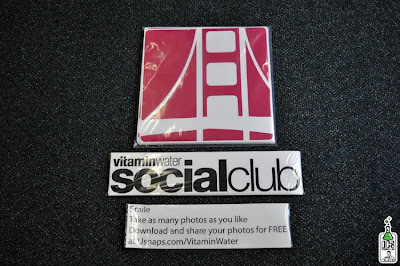 vitaminwater
socialclub
Smile
Take as many photos as you like
Download and share your photos for FREE
at Usnaps.com/VitaminWater